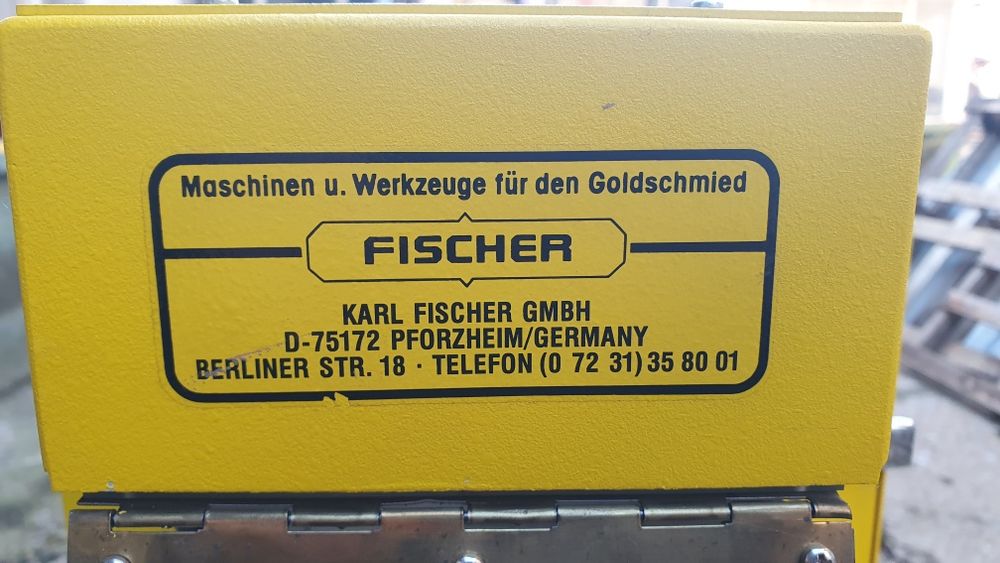 Maschinen u. Werkzeuge für den Goldschmied
FISCHER
KARL FISCHER GMBH
D-75172 PFORZHEIM/GERMANY
BERLINER STR. 18 · TELEFON (0 72 31) 35 80 01